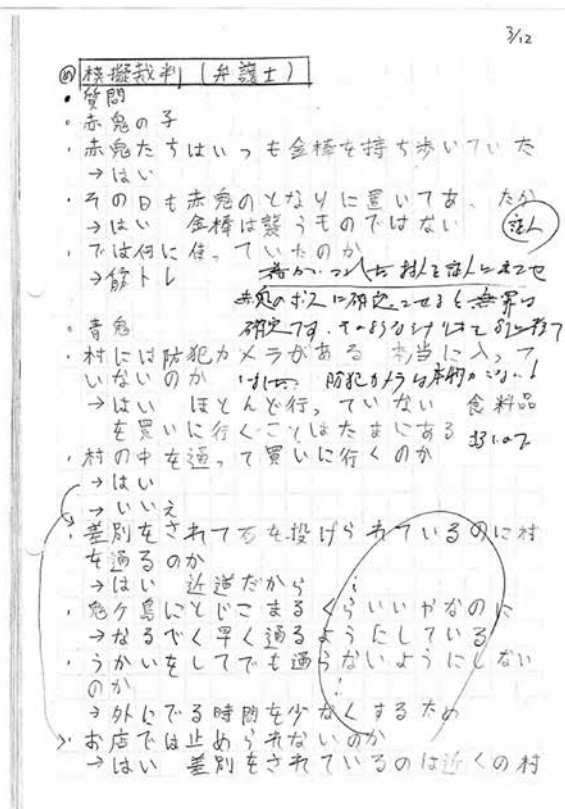 3/12
模擬裁判(弁護士)
・質問
・赤鬼の子
・赤鬼たちはいつも金棒を持ち歩いていた
→はい
・その日も赤鬼のとなりに置いてあったか
→はい 金棒は襲うものではない
証人
・では何に使っていたのか
→筋トレ
・青鬼
・村には防犯カメラがある 本当に入って
いないのか
防犯カメラは
→はい ほとんど行っていない 食料品
を買いに行くことはたまにある
・村の中を通って買いに行くのか
→はい
→いいえ
・差別をされて石を投げられているのに村
を通るのか
→はい 近道だから
・鬼ヶ島にとじこまるくらいいやなのに
→なるべく早く通るようにしている
・うかいをしてでも通らないようにしない
のか
→外にでる時間を少なくするため
お店では止められないのか
→はい 差別をされているのは近くの村